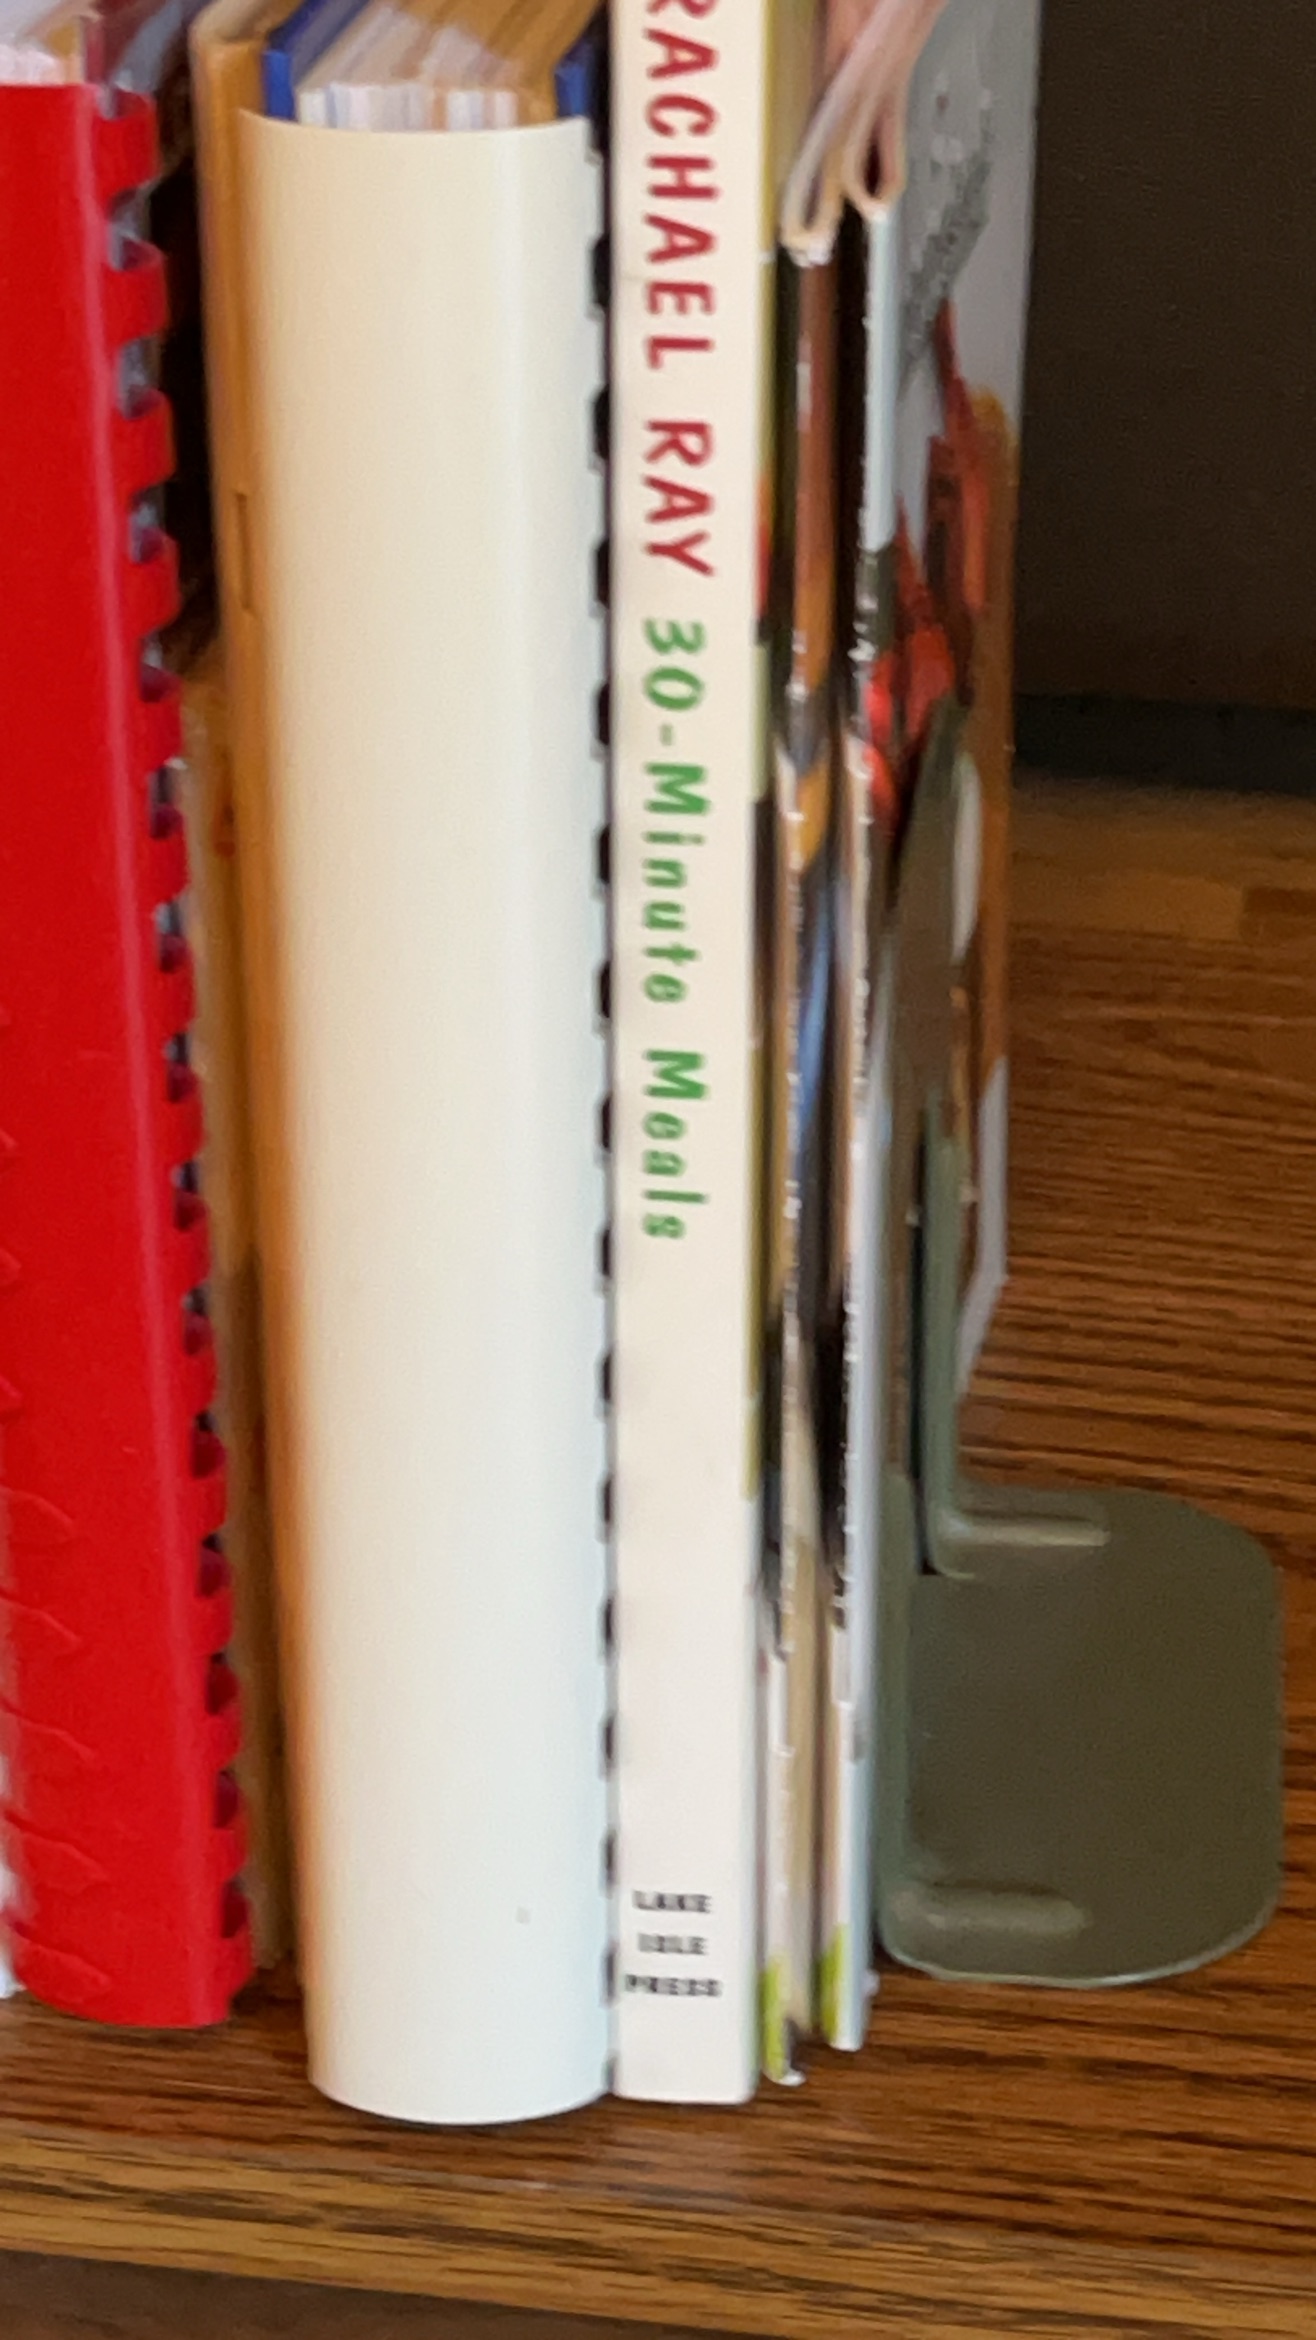 RACHAEL RAY 30-Minute Meals
LAKE
ISLE
PRESS